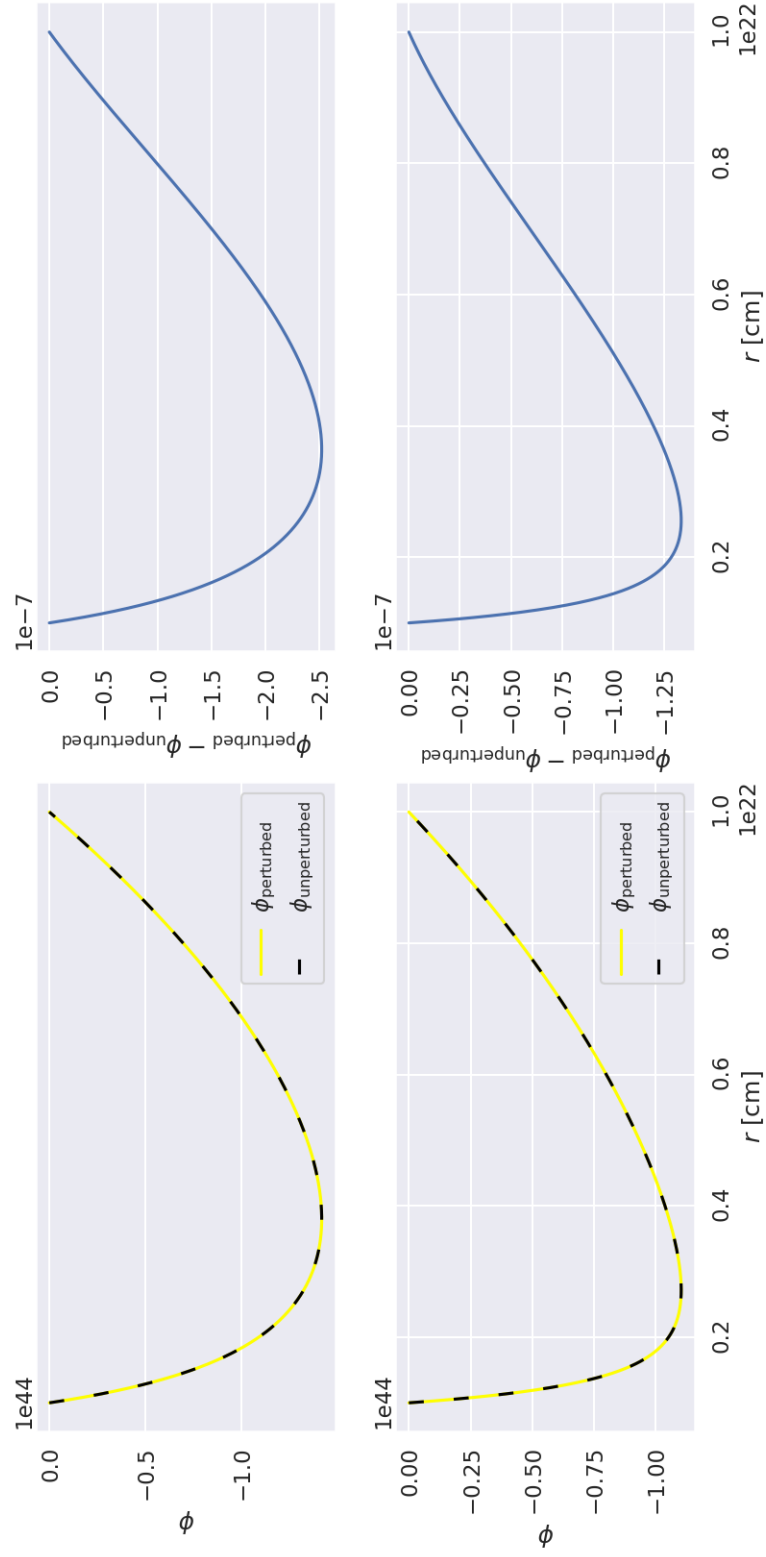 1e44
0.0
−0.5
−1.0
ϕ
ϕperturbed
ϕunperturbed
1e−7
0.0
−0.5
−1.0
−1.5
−2.0
−2.5
ϕperturbed − ϕunperturbed
1e44
0.00
−0.25
−0.50
−0.75
−1.00
ϕ
ϕperturbed
ϕunperturbed
0.2 0.4 0.6 0.8 1.0
1e22
r [cm]
1e−7
0.00
−0.25
−0.50
−0.75
−1.00
−1.25
ϕperturbed − ϕunperturbed
0.2 0.4 0.6 0.8 1.0
1e22
r [cm]